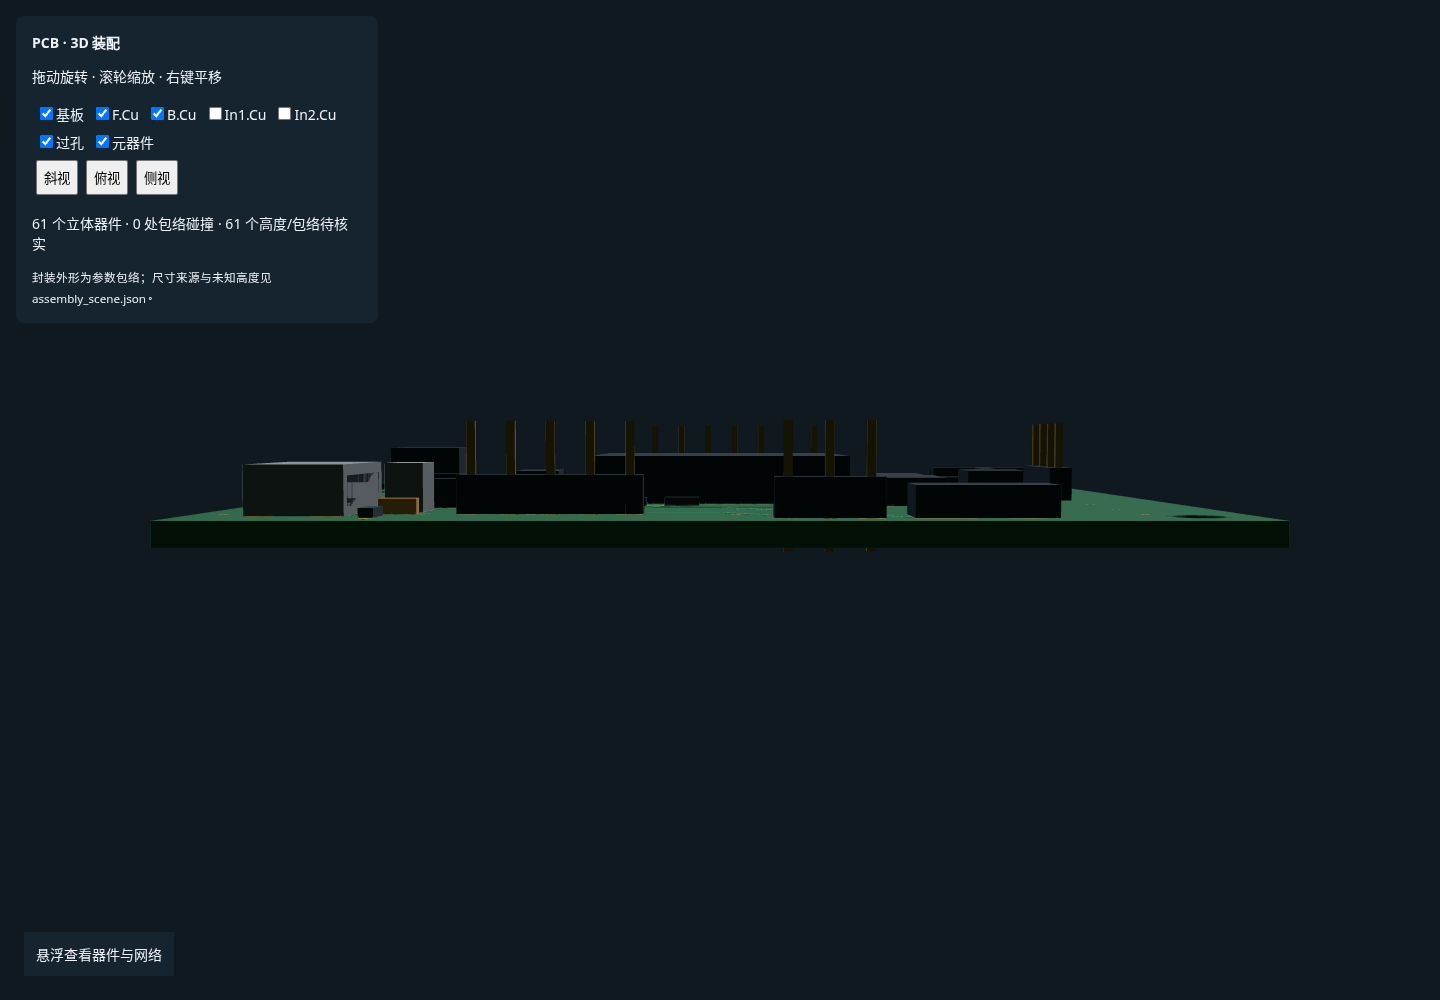 PCB · 3D 装配
拖动旋转 · 滚轮缩放 · 右键平移
基板 F.Cu B.Cu In1.Cu In2.Cu
过孔 元器件
斜视 俯视 侧视
61 个立体器件 · 0 处包络碰撞 · 61 个高度/包络待核
实
封装外形为参数包络；尺寸来源与未知高度见
assembly_scene.json。
悬浮查看器件与网络